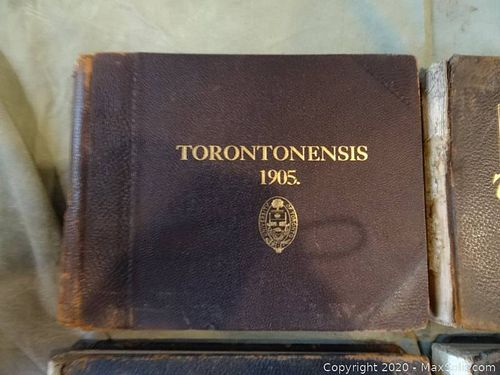 TORONTONENSIS
1905.
Copyright © 2020 - MaxSold.com